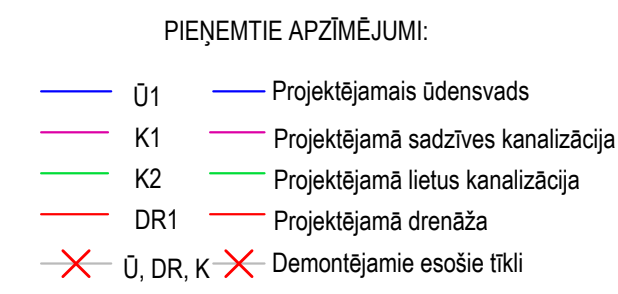 PIEŅEMTIE APZĪMĒJUMI:
Ū1 Projektējamais ūdensvads
K1 Projektējamā sadzīves kanalizācija
K2 Projektējamā lietus kanalizācija
DR1 Projektējamā drenāža
Ū, DR, K Demontējamie esošie tīkli